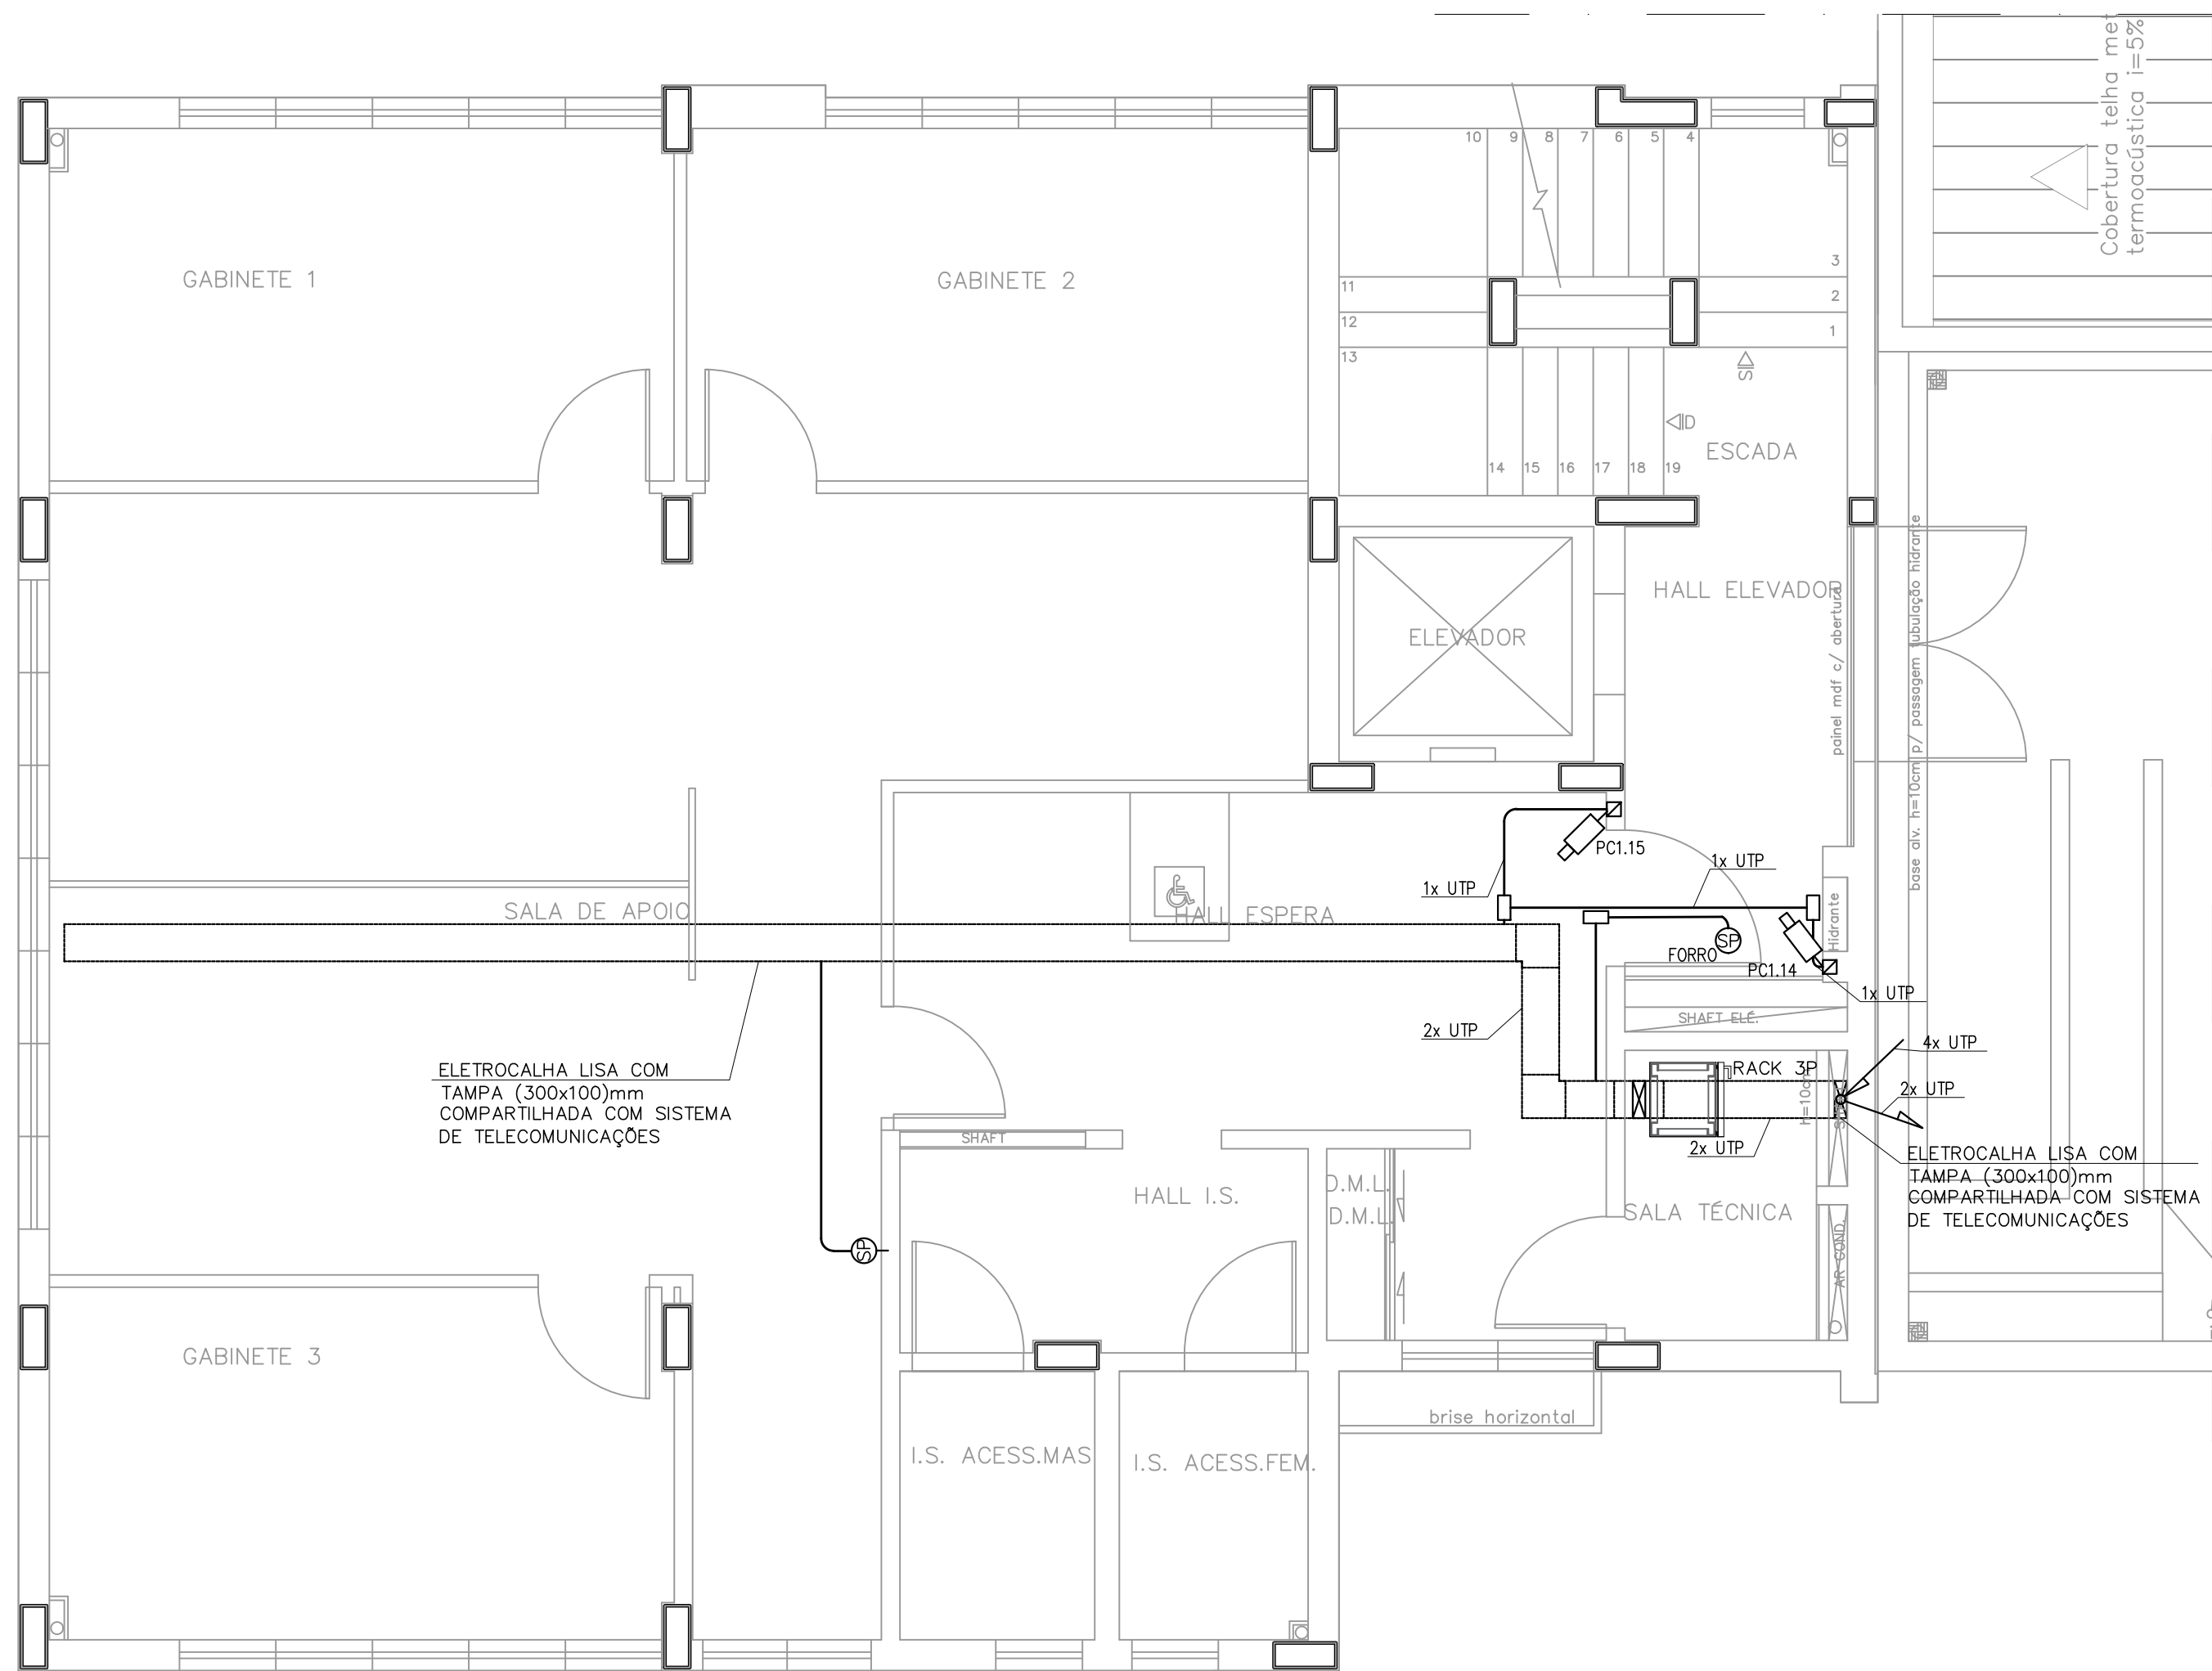 Cobertura telha met
termoacústica i=5%
10
9
8
7
6
5
4
3
2
1
11
12
13
14
15
16
17
18
19
S
D
GABINETE 1
GABINETE 2
ESCADA
HALL ELEVADOR
ELEVADOR
painel mdf c/ abertura
base alv. h=10cm p/ passagem tubulação hidrante
PC1.15
1x UTP
1x UTP
SALA DE APOIO
HALL ESPERA
Hidrante
SP
FORRO
PC1.14
1x UTP
SHAFT ELÉ.
2x UTP
4x UTP
ELETROCALHA LISA COM
TAMPA (300x100)mm
COMPARTILHADA COM SISTEMA
DE TELECOMUNICAÇÕES
RACK 3P
H=10cm
2x UTP
2x UTP
SHAFT
ELETROCALHA LISA COM
TAMPA (300x100)mm
COMPARTILHADA COM SISTEMA
DE TELECOMUNICAÇÕES
HALL I.S.
D.M.L.
D.M.L.
SALA TÉCNICA
SP
AR COND.
GABINETE 3
brise horizontal
I.S. ACESS.MAS
I.S. ACESS.FEM.